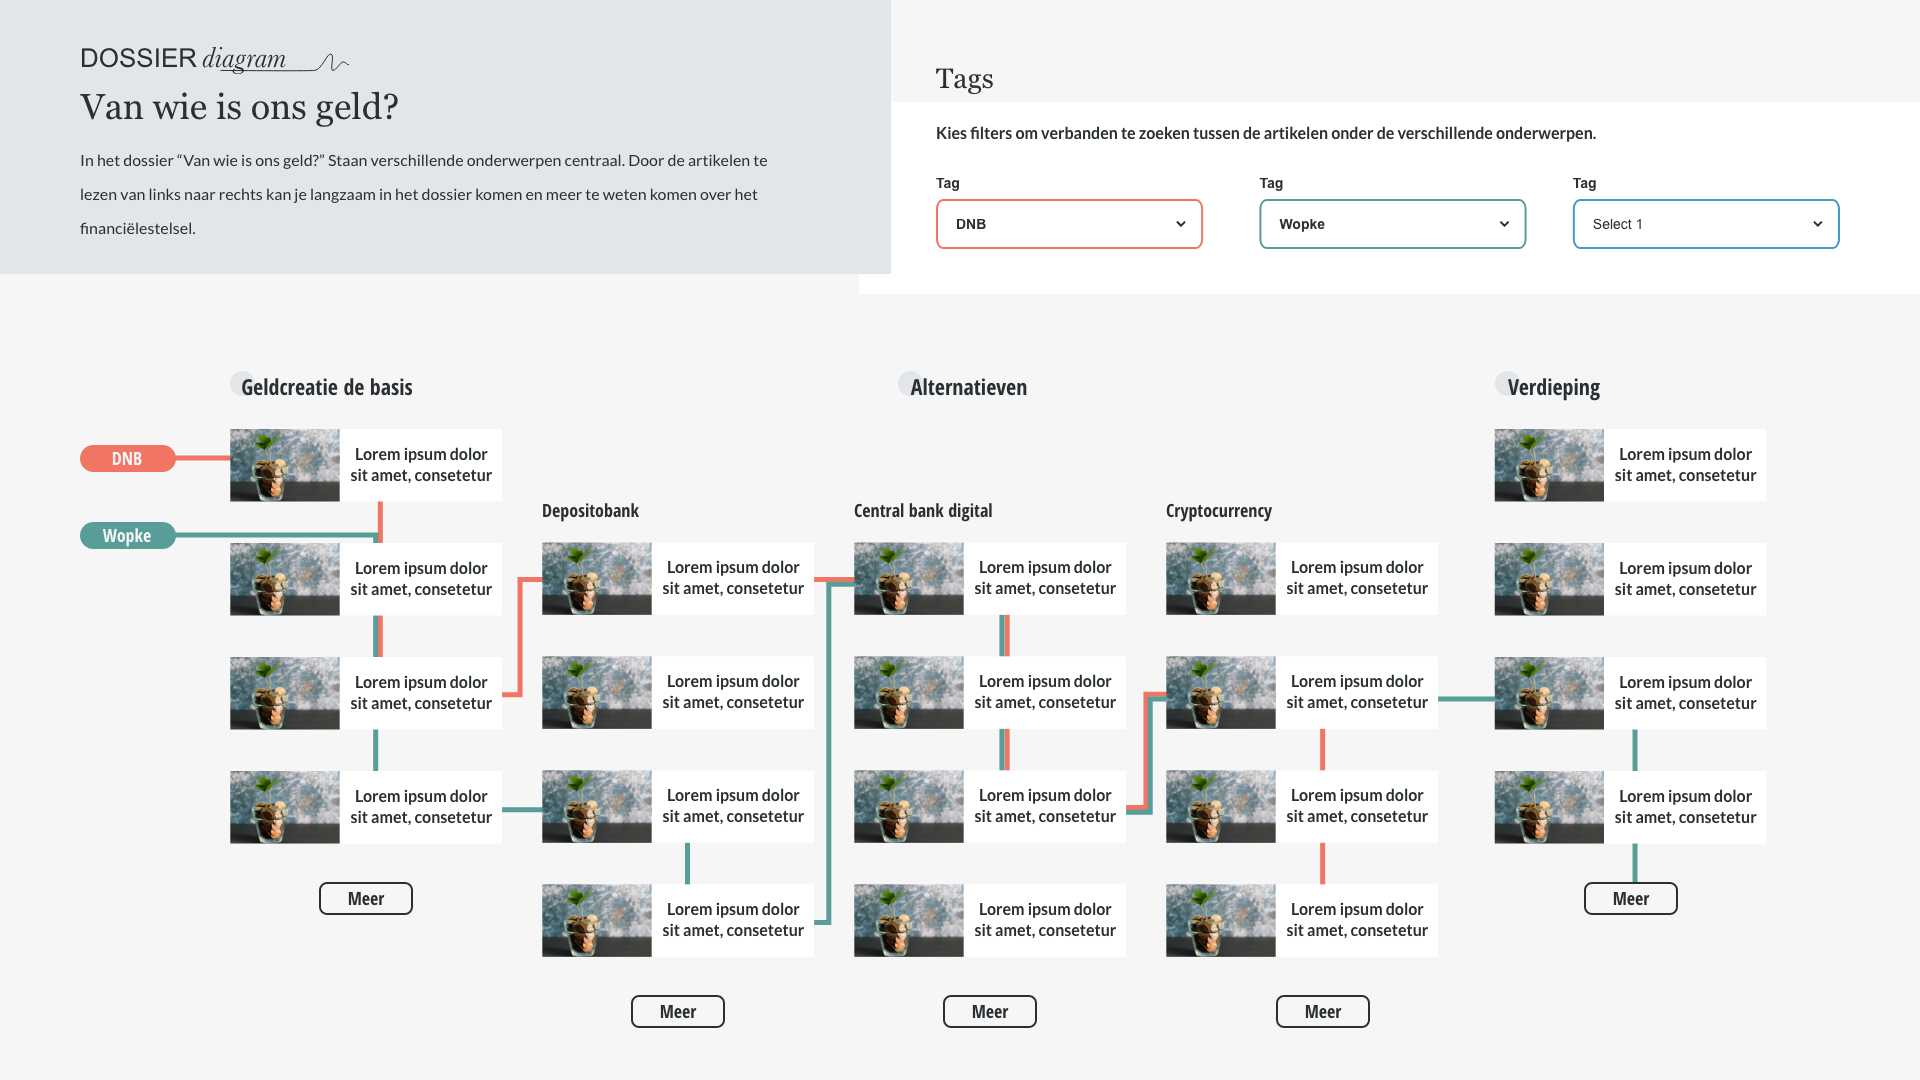 DOSSIER diagram
Van wie is ons geld?
In het dossier “Van wie is ons geld?” Staan verschillende onderwerpen centraal. Door de artikelen te
lezen van links naar rechts kan je langzaam in het dossier komen en meer te weten komen over het
financiëlestelsel.
Tags
Kies filters om verbanden te zoeken tussen de artikelen onder de verschillende onderwerpen.
Tag
DNB
Tag
Wopke
Tag
Select 1
DNB
Wopke
Geldcreatie de basis
Lorem ipsum dolor
sit amet, consetetur
Lorem ipsum dolor
sit amet, consetetur
Lorem ipsum dolor
sit amet, consetetur
Lorem ipsum dolor
sit amet, consetetur
Meer
Alternatieven
Depositobank
Lorem ipsum dolor
sit amet, consetetur
Lorem ipsum dolor
sit amet, consetetur
Lorem ipsum dolor
sit amet, consetetur
Lorem ipsum dolor
sit amet, consetetur
Meer
Central bank digital
Lorem ipsum dolor
sit amet, consetetur
Lorem ipsum dolor
sit amet, consetetur
Lorem ipsum dolor
sit amet, consetetur
Lorem ipsum dolor
sit amet, consetetur
Meer
Cryptocurrency
Lorem ipsum dolor
sit amet, consetetur
Lorem ipsum dolor
sit amet, consetetur
Lorem ipsum dolor
sit amet, consetetur
Lorem ipsum dolor
sit amet, consetetur
Meer
Verdieping
Lorem ipsum dolor
sit amet, consetetur
Lorem ipsum dolor
sit amet, consetetur
Lorem ipsum dolor
sit amet, consetetur
Lorem ipsum dolor
sit amet, consetetur
Meer